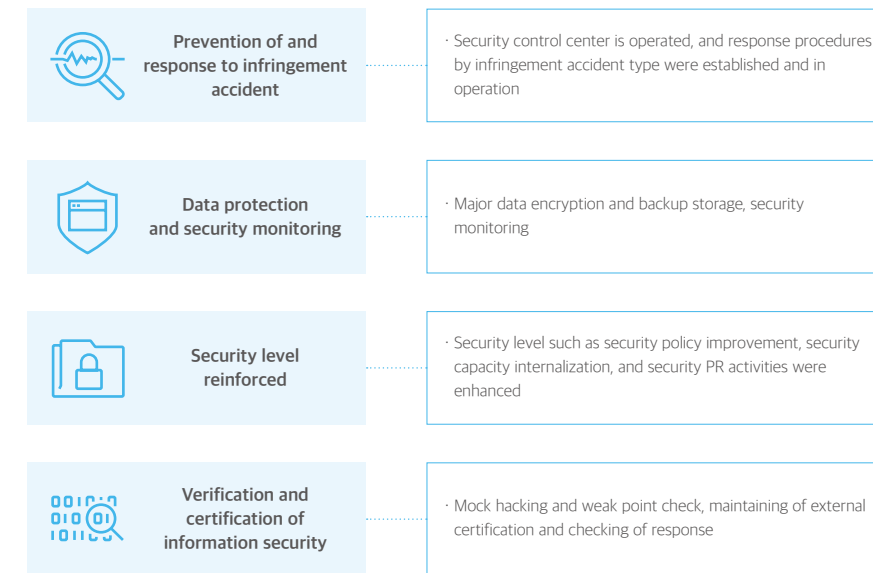 Prevention of and
response to infringement
accident
· Security control center is operated, and response procedures
by infringement accident type were established and in
operation
Data protection
and security monitoring
· Major data encryption and backup storage, security
monitoring
Security level
reinforced
· Security level such as security policy improvement, security
capacity internalization, and security PR activities were
enhanced
Verification and
certification of
information security
· Mock hacking and weak point check, maintaining of external
certification and checking of response